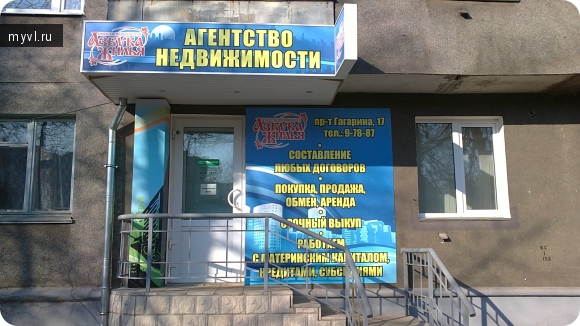 myvl.ru
АЗБУКА
ЖИЛЬЯ
АГЕНТСТВО
НЕДВИЖИМОСТИ
АЗБУКА
ЖИЛЬЯ
пр-т Гагарина, 17
тел.: 9-78-87
• СОСТАВЛЕНИЕ
ЛЮБЫХ ДОГОВОРОВ
• ПОКУПКА, ПРОДАЖА,
ОБМЕН, АРЕНДА
• СРОЧНЫЙ ВЫКУП
• РАБОТАЕМ
С МАТЕРИНСКИМ КАПИТАЛОМ,
КРЕДИТАМИ, СУБСИДИЯМИ